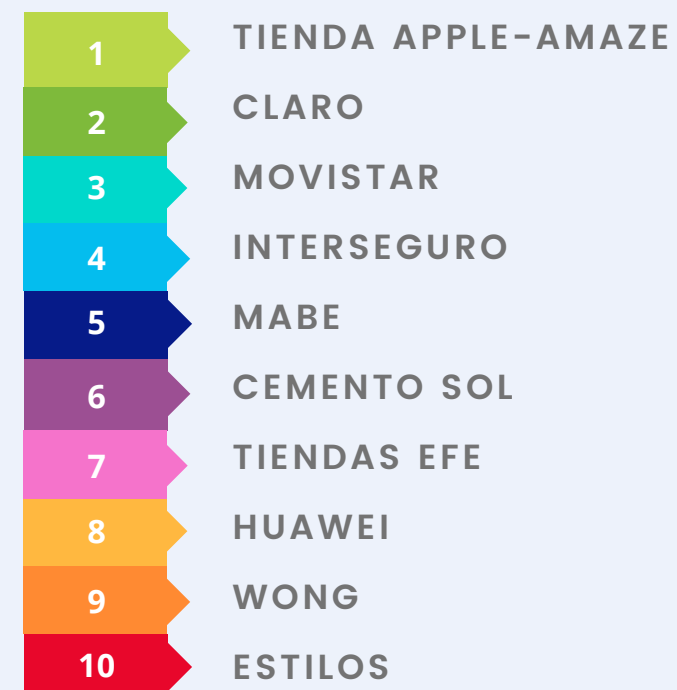 1 TIENDA APPLE-AMAZE
2 CLARO
3 MOVISTAR
4 INTERSEGURO
5 MABE
6 CEMENTO SOL
7 TIENDAS EFE
8 HUAWEI
9 WONG
10 ESTILOS